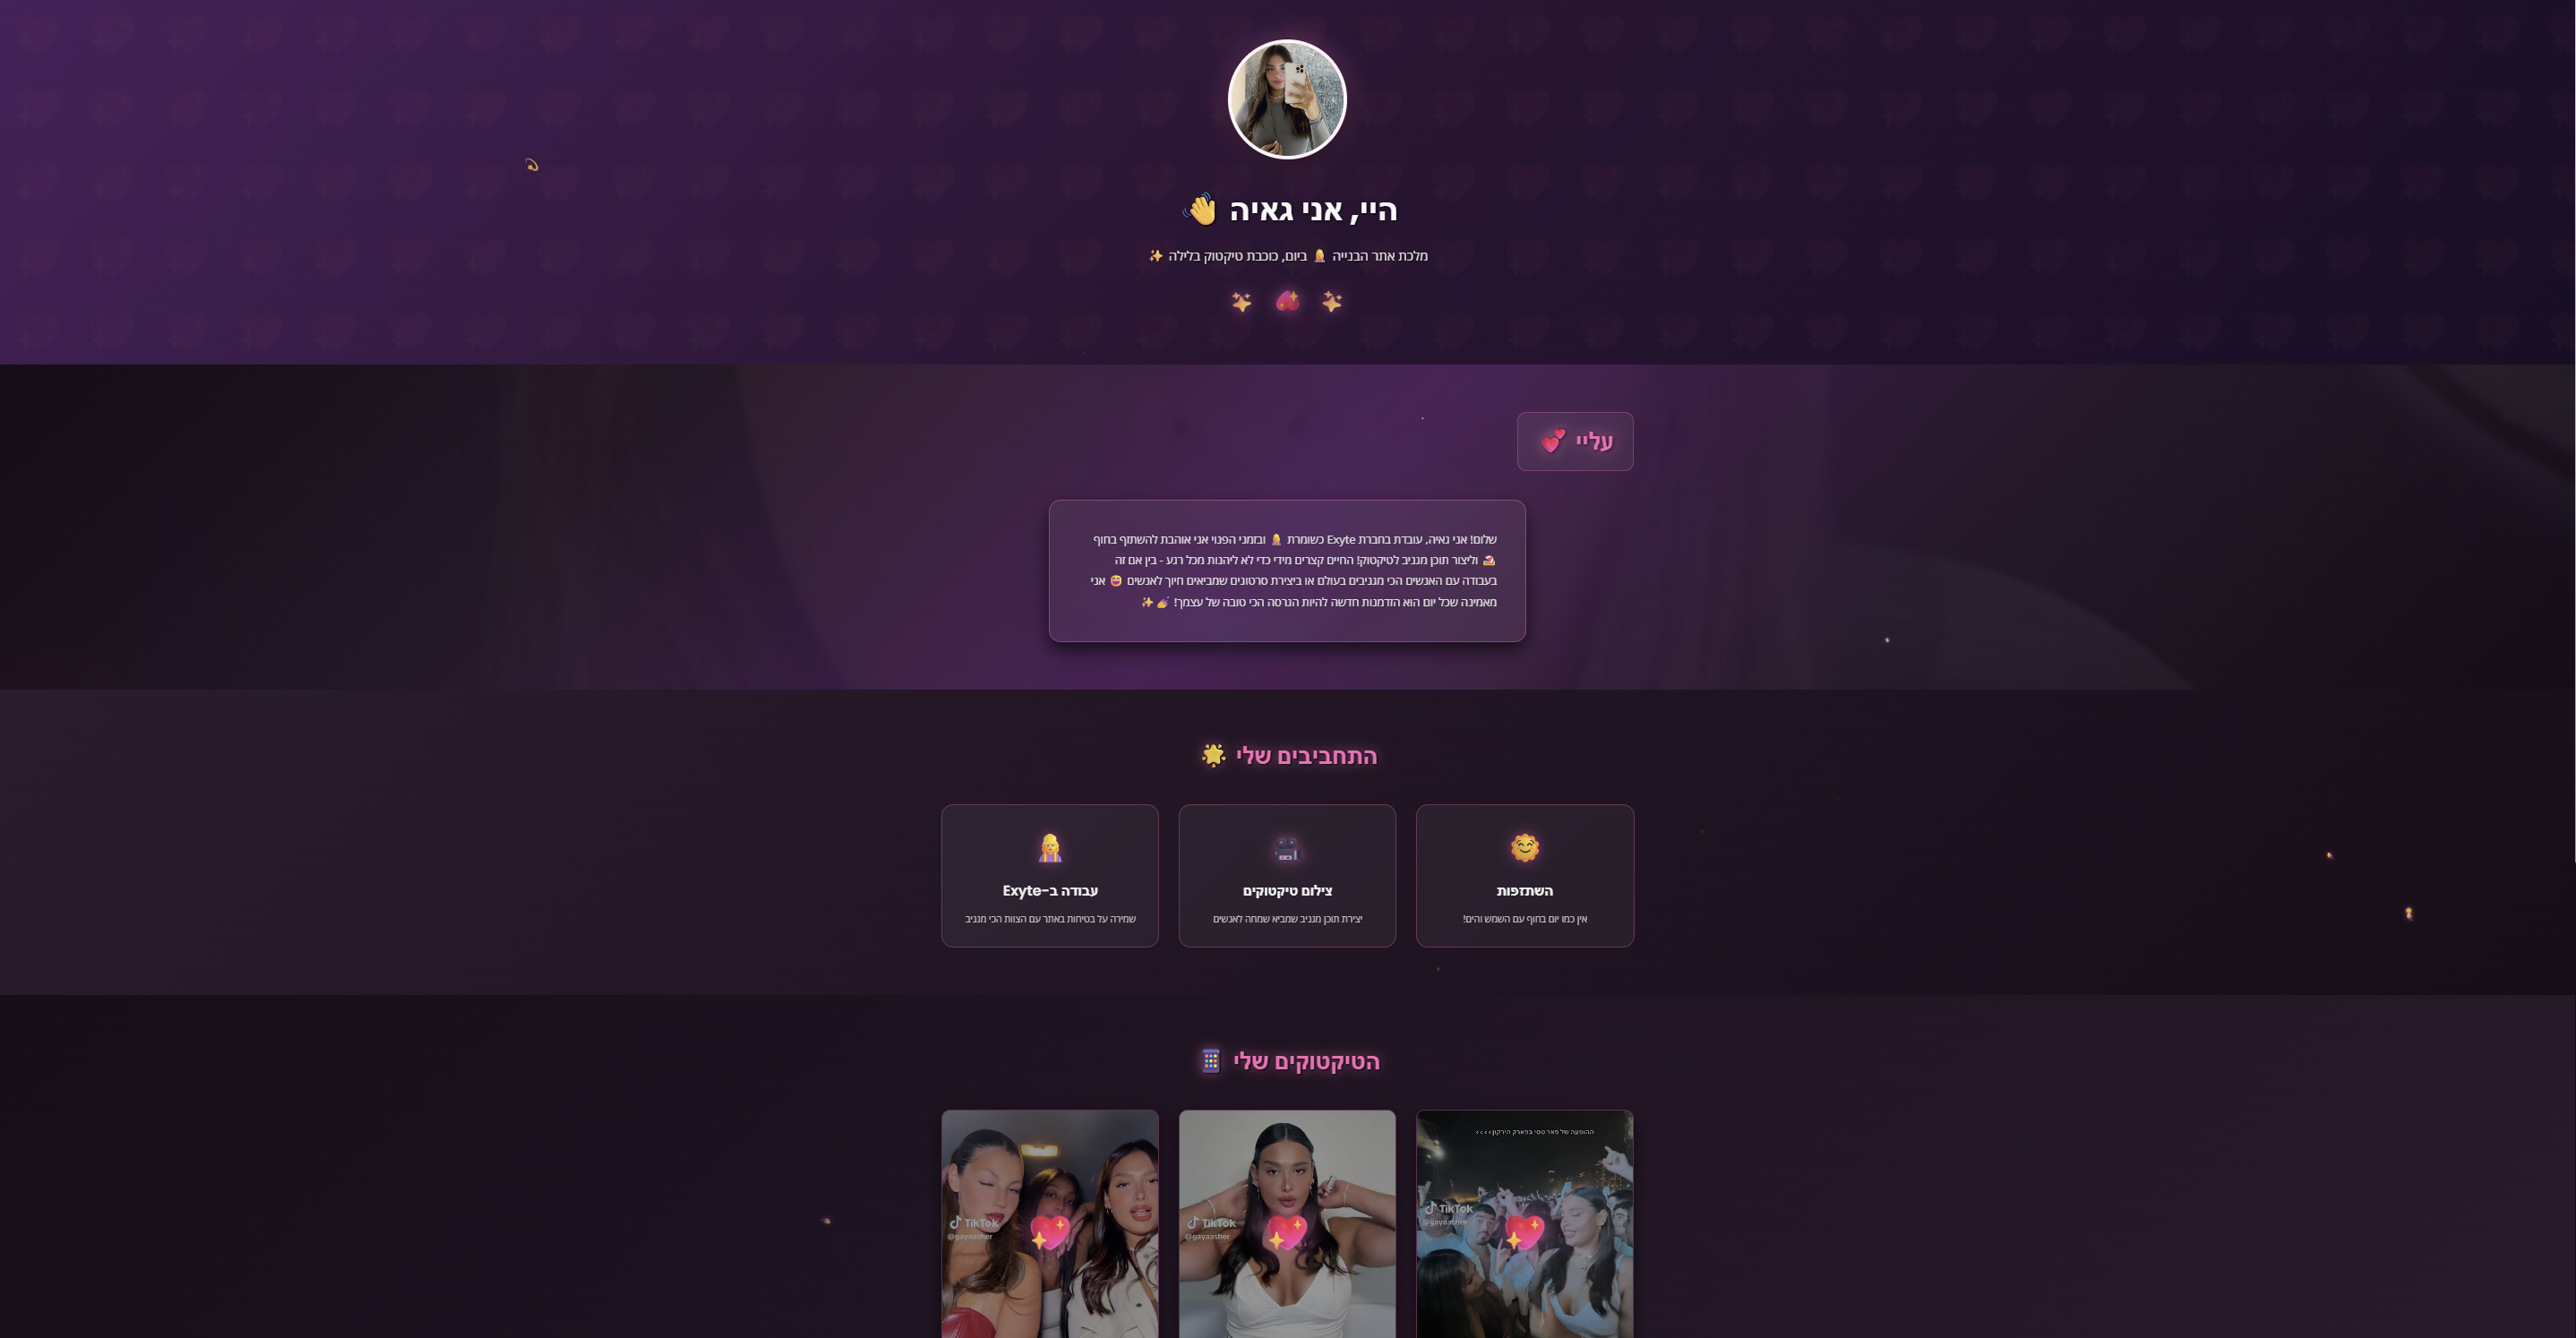 היי, אני גאיה 👋
מלכת אתר הבנייה 👷‍♀️ ביום, כוכבת טיקטוק בלילה ✨
✨ 💖 ✨
עליי 💕
שלום! אני גאיה, עובדת בחברת Exyte כשומרת 👷‍♀️ ובזמני הפנוי אני אוהבת להשתזף בחוף
🏖️ וליצור תוכן מגניב לטיקטוק! החיים קצרים מידי כדי לא ליהנות מכל רגע - בין אם זה
בעבודה עם האנשים הכי מגניבים בעולם או ביצירת סרטונים שמביאים חיוך לאנשים 😄 אני
מאמינה שכל יום הוא הזדמנות חדשה להיות הגרסה הכי טובה של עצמך! 💅✨
התחביבים שלי 🌟
השתזפות
אין כמו יום בחוף עם השמש והים!
צילום טיקטוקים
יצירת תוכן מגניב שמביא שמחה לאנשים
עבודה ב-Exyte
שמירה על בטיחות באתר עם הצוות הכי מגניב
הטיקטוקים שלי 📱
ההופעה של פאר טסי בפארק הירקון>>>>
TikTok
@gayaasher
TikTok
@gayaasher
TikTok
@gayaasher